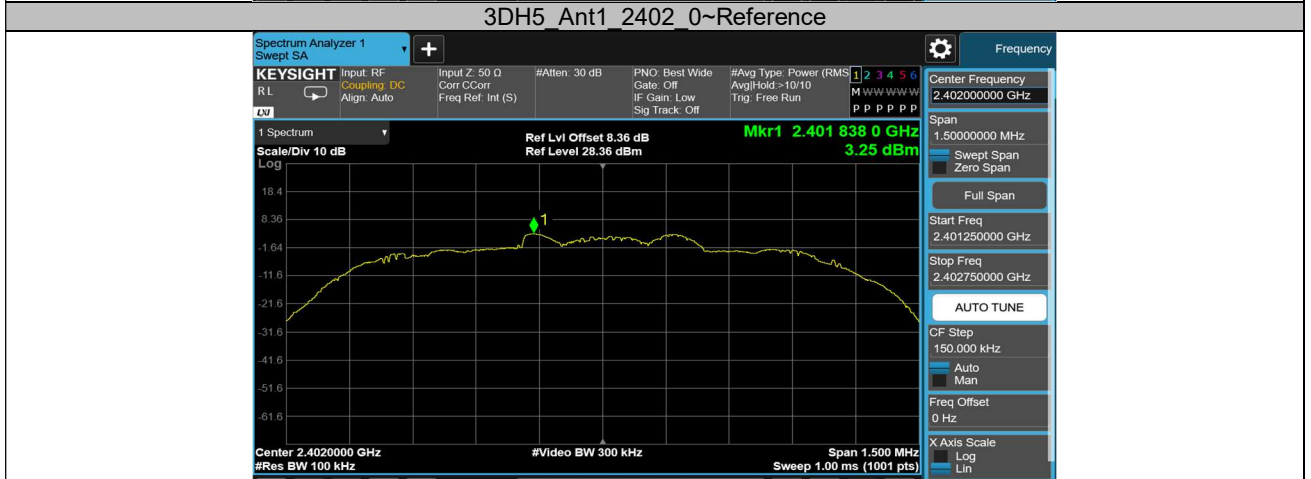 3DH5_Ant1_2402_0~Reference
Spectrum Analyzer 1
Swept SA
+
Frequency
KEYSIGHT
RL
LXI
Input: RF
Coupling: DC
Align: Auto
Input Z: 50 Ω
Corr CCorr
Freq Ref: Int (S)
#Atten: 30 dB
PNO: Best Wide
Gate: Off
IF Gain: Low
Sig Track: Off
#Avg Type: Power (RMS
Avg|Hold:>10/10
Trig: Free Run
1 2 3 4 5 6
M W W W W W
P P P P P P
1 Spectrum
Scale/Div 10 dB
Log
Ref Lvl Offset 8.36 dB
Ref Level 28.36 dBm
Mkr1 2.401 838 0 GHz
3.25 dBm
18.4
8.36
-1.64
-11.6
-21.6
-31.6
-41.6
-51.6
-61.6
1
Center 2.4020000 GHz
#Res BW 100 kHz
#Video BW 300 kHz
Span 1.500 MHz
Sweep 1.00 ms (1001 pts)
Center Frequency
2.402000000 GHz
Span
1.50000000 MHz
Swept Span
Zero Span
Full Span
Start Freq
2.401250000 GHz
Stop Freq
2.402750000 GHz
AUTO TUNE
CF Step
150.000 kHz
Auto
Man
Freq Offset
0 Hz
X Axis Scale
Log
Lin